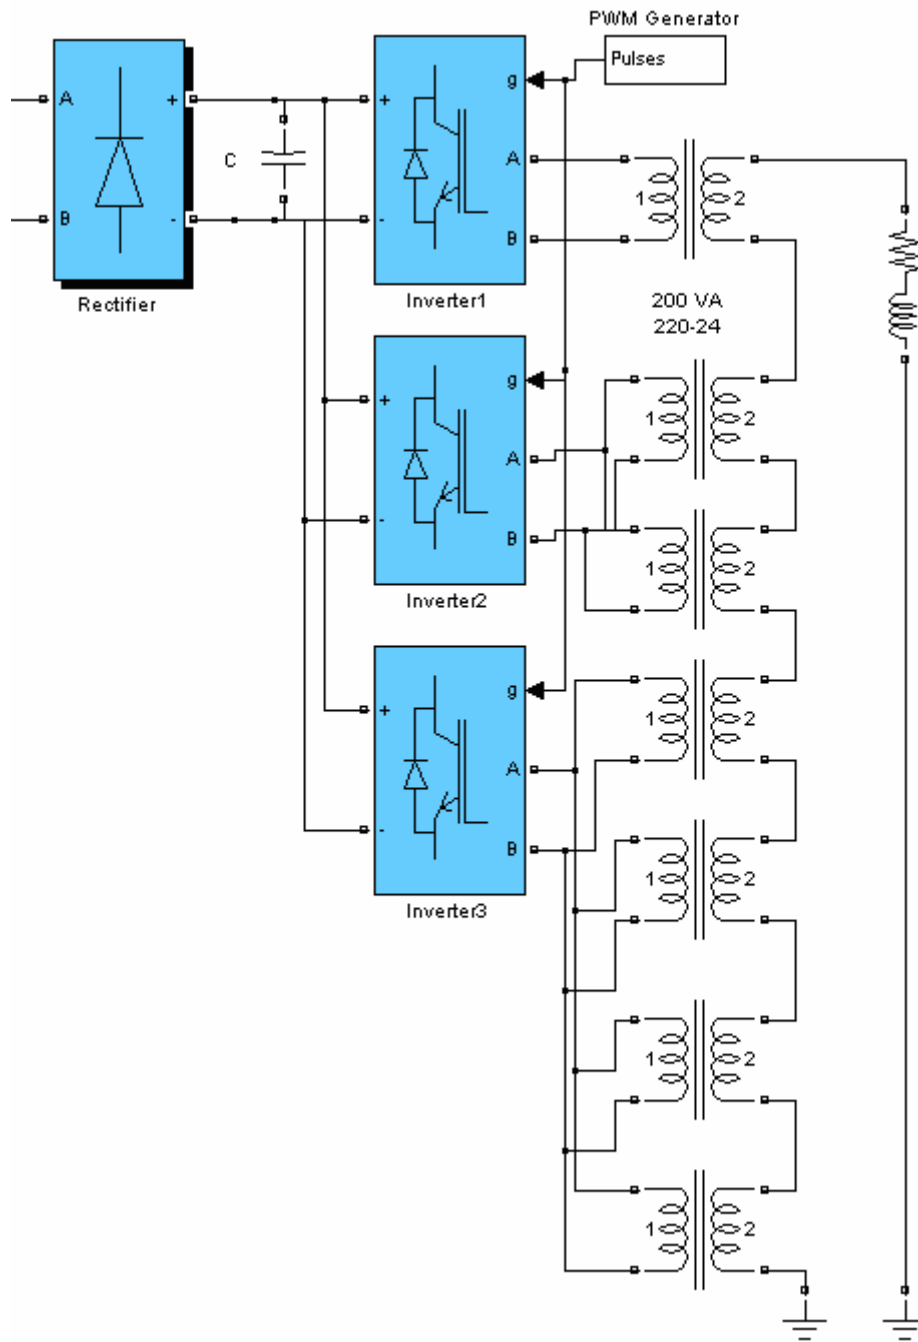 PWM Generator
Pulses
A
+
B
-
Rectifier
C
+
-
g
A
B
Inverter1
1
2
200 VA
220-24
+
-
g
A
B
Inverter2
1
2
1
2
+
-
g
A
B
Inverter3
1
2
1
2
1
2
1
2